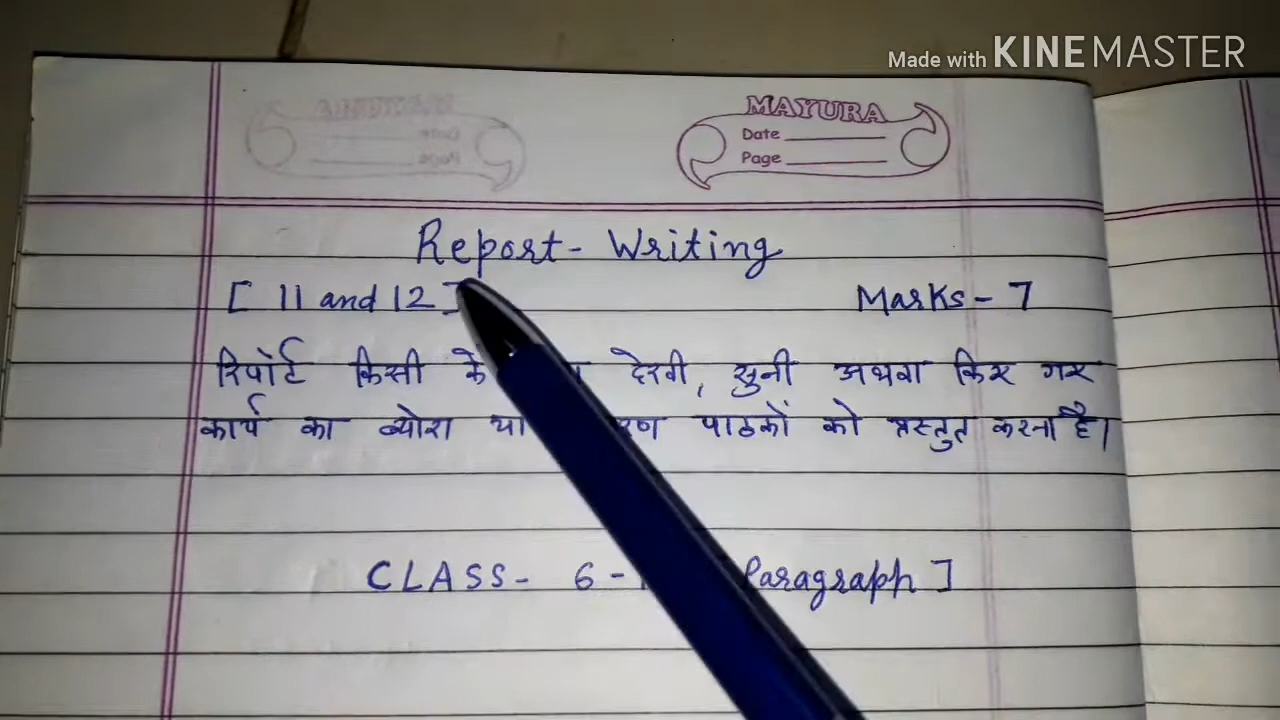 Made with KINEMASTER
MAYURA
Date
Page
Report- Writing
[ 11 and 12 ] Marks - 7
रिपोर्ट किसी के देखी, सुनी अथवा किए गए
कार्य का ब्योरा या पाठकों को प्रस्तुत करना है।
CLASS- 6 - Paragraph ]